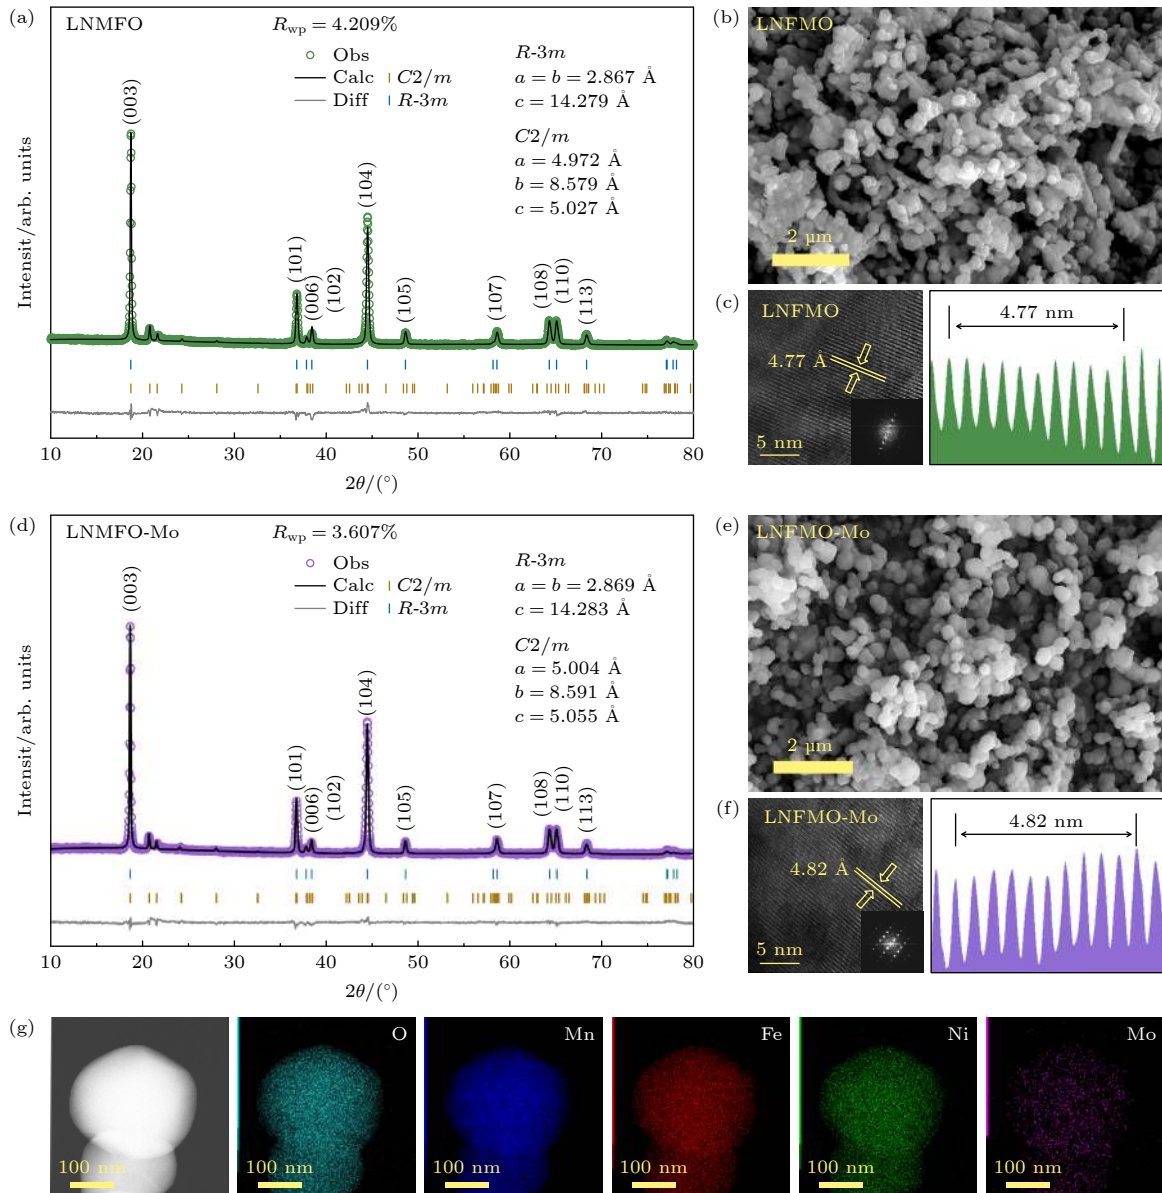 (a)
LNMFO
Rwp = 4.209%
Obs
Calc
C2/m
Diff
R-3m
R-3m
a = b = 2.867 Å
c = 14.279 Å
C2/m
a = 4.972 Å
b = 8.579 Å
c = 5.027 Å
(003)
(101)
(006)
(102)
(104)
(105)
(107)
(108)
(110)
(113)
Intensit/arb. units
10 20 30 40 50 60 70 80
2θ/(°)
(b)
LNFMO
2 µm
(c)
LNFMO
4.77 Å
5 nm
4.77 nm
(d)
LNMFO-Mo
Rwp = 3.607%
Obs
Calc
C2/m
Diff
R-3m
R-3m
a = b = 2.869 Å
c = 14.283 Å
C2/m
a = 5.004 Å
b = 8.591 Å
c = 5.055 Å
(003)
(101)
(006)
(102)
(104)
(105)
(107)
(108)
(110)
(113)
Intensit/arb. units
10 20 30 40 50 60 70 80
2θ/(°)
(e)
LNFMO-Mo
2 µm
(f)
LNFMO-Mo
4.82 Å
5 nm
4.82 nm
(g)
100 nm
O
100 nm
Mn
100 nm
Fe
100 nm
Ni
100 nm
Mo
100 nm